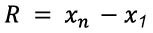 R = xₙ − x₁